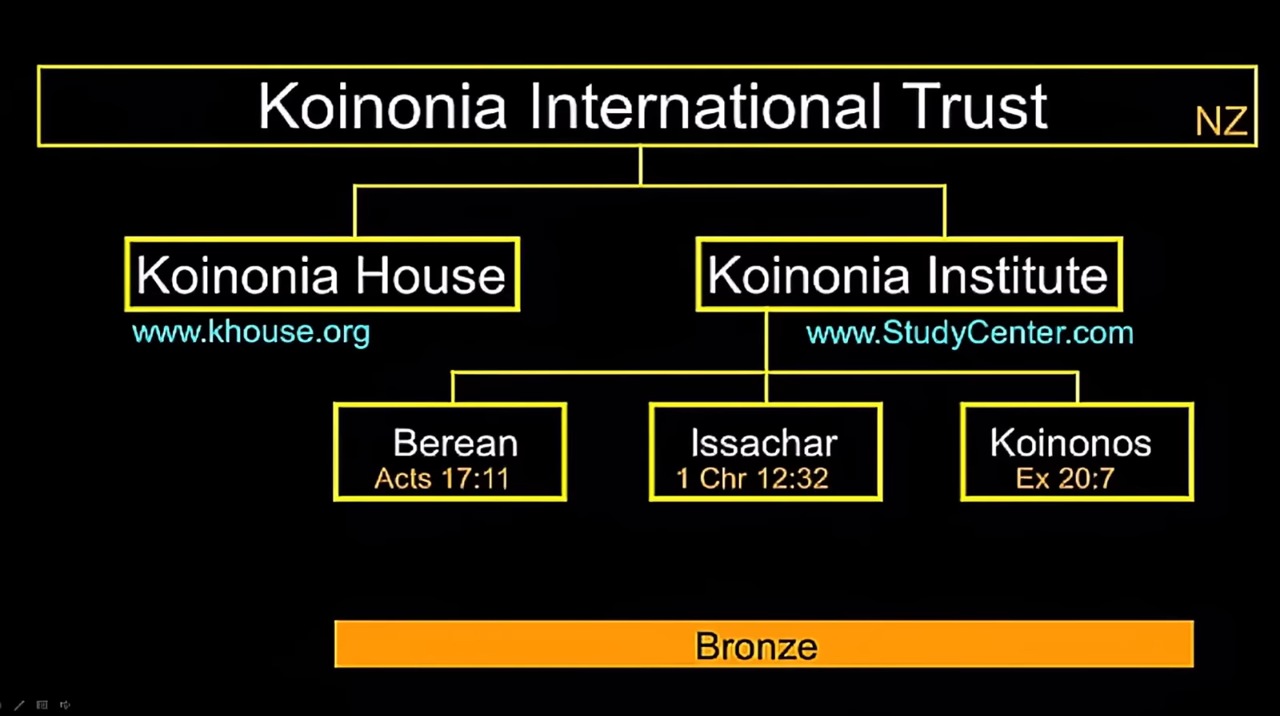 Koinonia International Trust
NZ
Koinonia House
Koinonia Institute
www.khouse.org
www.StudyCenter.com
Berean
Acts 17:11
Issachar
1 Chr 12:32
Koinonos
Ex 20:7
Bronze